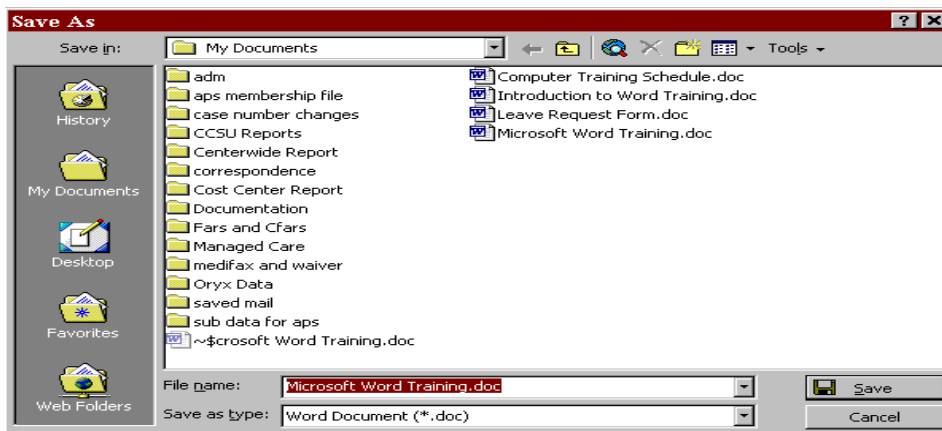 Save As
Save in: My Documents Tools
History
My Documents
Desktop
Favorites
Web Folders
adm
aps membership file
case number changes
CCSU Reports
Centerwide Report
correspondence
Cost Center Report
Documentation
Fars and Cfars
Managed Care
medifax and waiver
Oryx Data
saved mail
sub data for aps
~$crosoft Word Training.doc
Computer Training Schedule.doc
Introduction to Word Training.doc
Leave Request Form.doc
Microsoft Word Training.doc
File name: Microsoft Word Training.doc Save
Save as type: Word Document (*.doc) Cancel